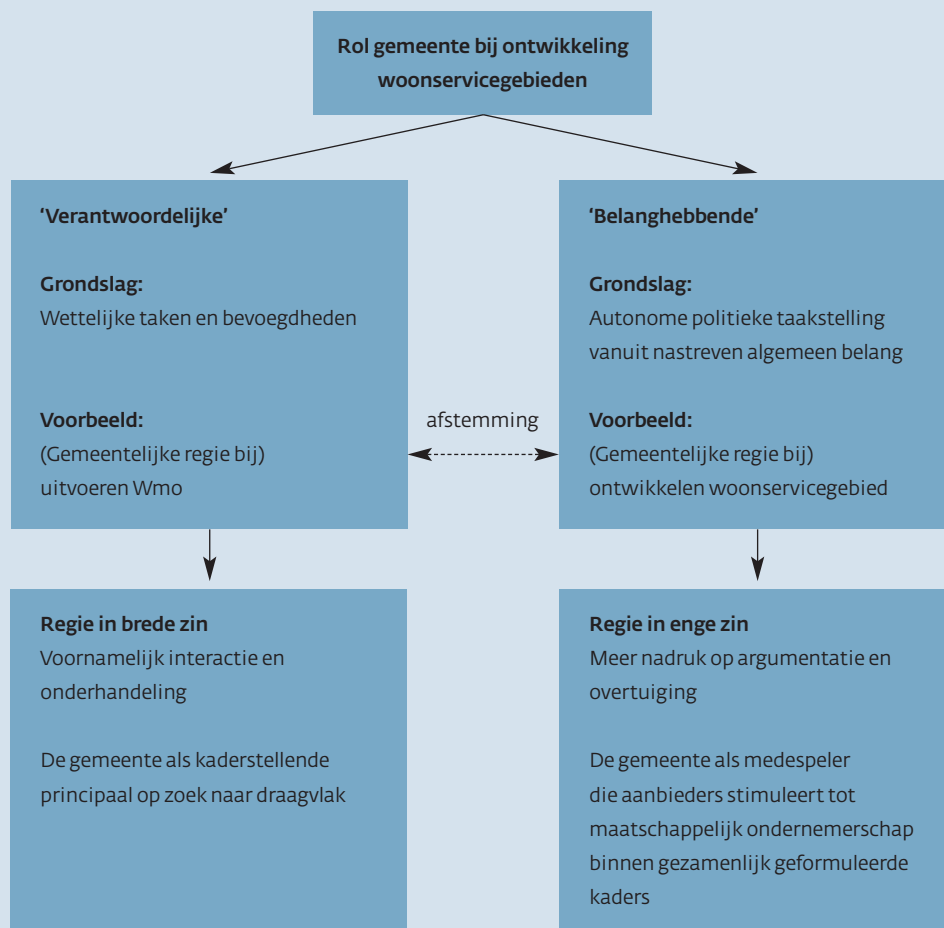 Rol gemeente bij ontwikkeling
woonservicegebieden
‘Verantwoordelijke’
Grondslag:
Wettelijke taken en bevoegdheden
Voorbeeld:
(Gemeentelijke regie bij)
uitvoeren Wmo
afstemming
‘Belanghebbende’
Grondslag:
Autonome politieke taakstelling
vanuit nastreven algemeen belang
Voorbeeld:
(Gemeentelijke regie bij)
ontwikkelen woonservicegebied
Regie in brede zin
Voornamelijk interactie en
onderhandeling
De gemeente als kaderstellende
principaal op zoek naar draagvlak
Regie in enge zin
Meer nadruk op argumentatie en
overtuiging
De gemeente als medespeler
die aanbieders stimuleert tot
maatschappelijk ondernemerschap
binnen gezamenlijk geformuleerde
kaders